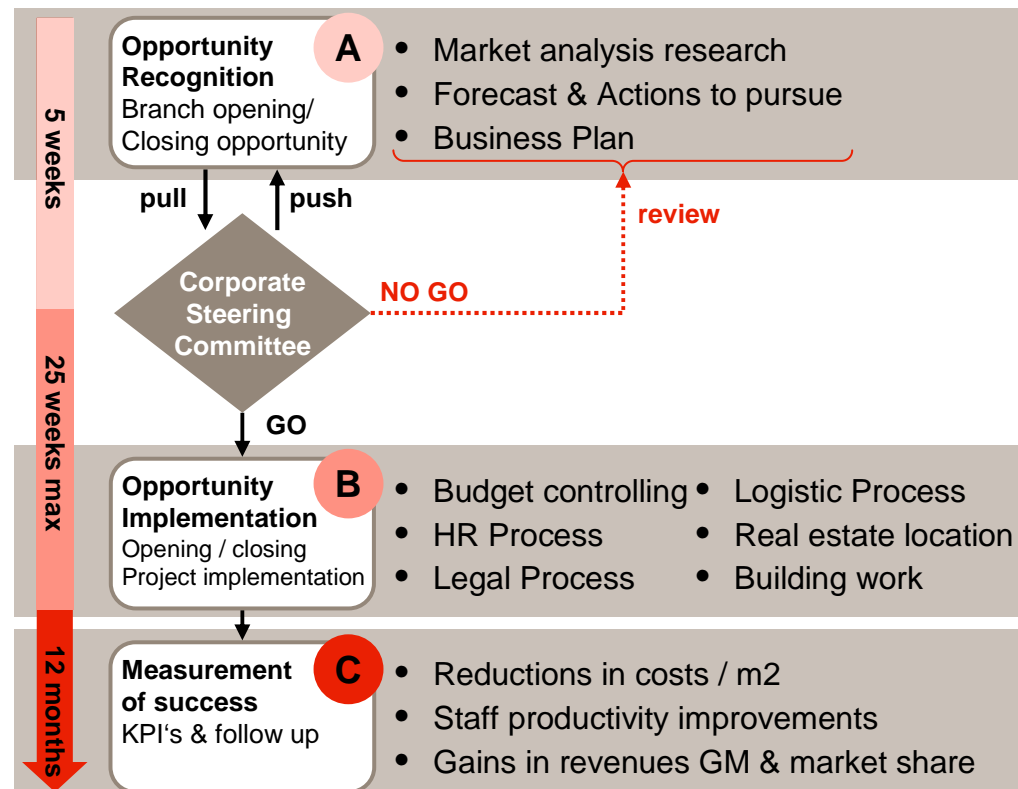 5 weeks
25 weeks max
12 months
Opportunity
Recognition
Branch opening/
Closing opportunity
A
• Market analysis research
• Forecast & Actions to pursue
• Business Plan
pull
push
review
Corporate
Steering
Committee
NO GO
GO
Opportunity
Implementation
Opening / closing
Project implementation
B
• Budget controlling
• HR Process
• Legal Process
• Logistic Process
• Real estate location
• Building work
Measurement
of success
KPI‘s & follow up
C
• Reductions in costs / m2
• Staff productivity improvements
• Gains in revenues GM & market share